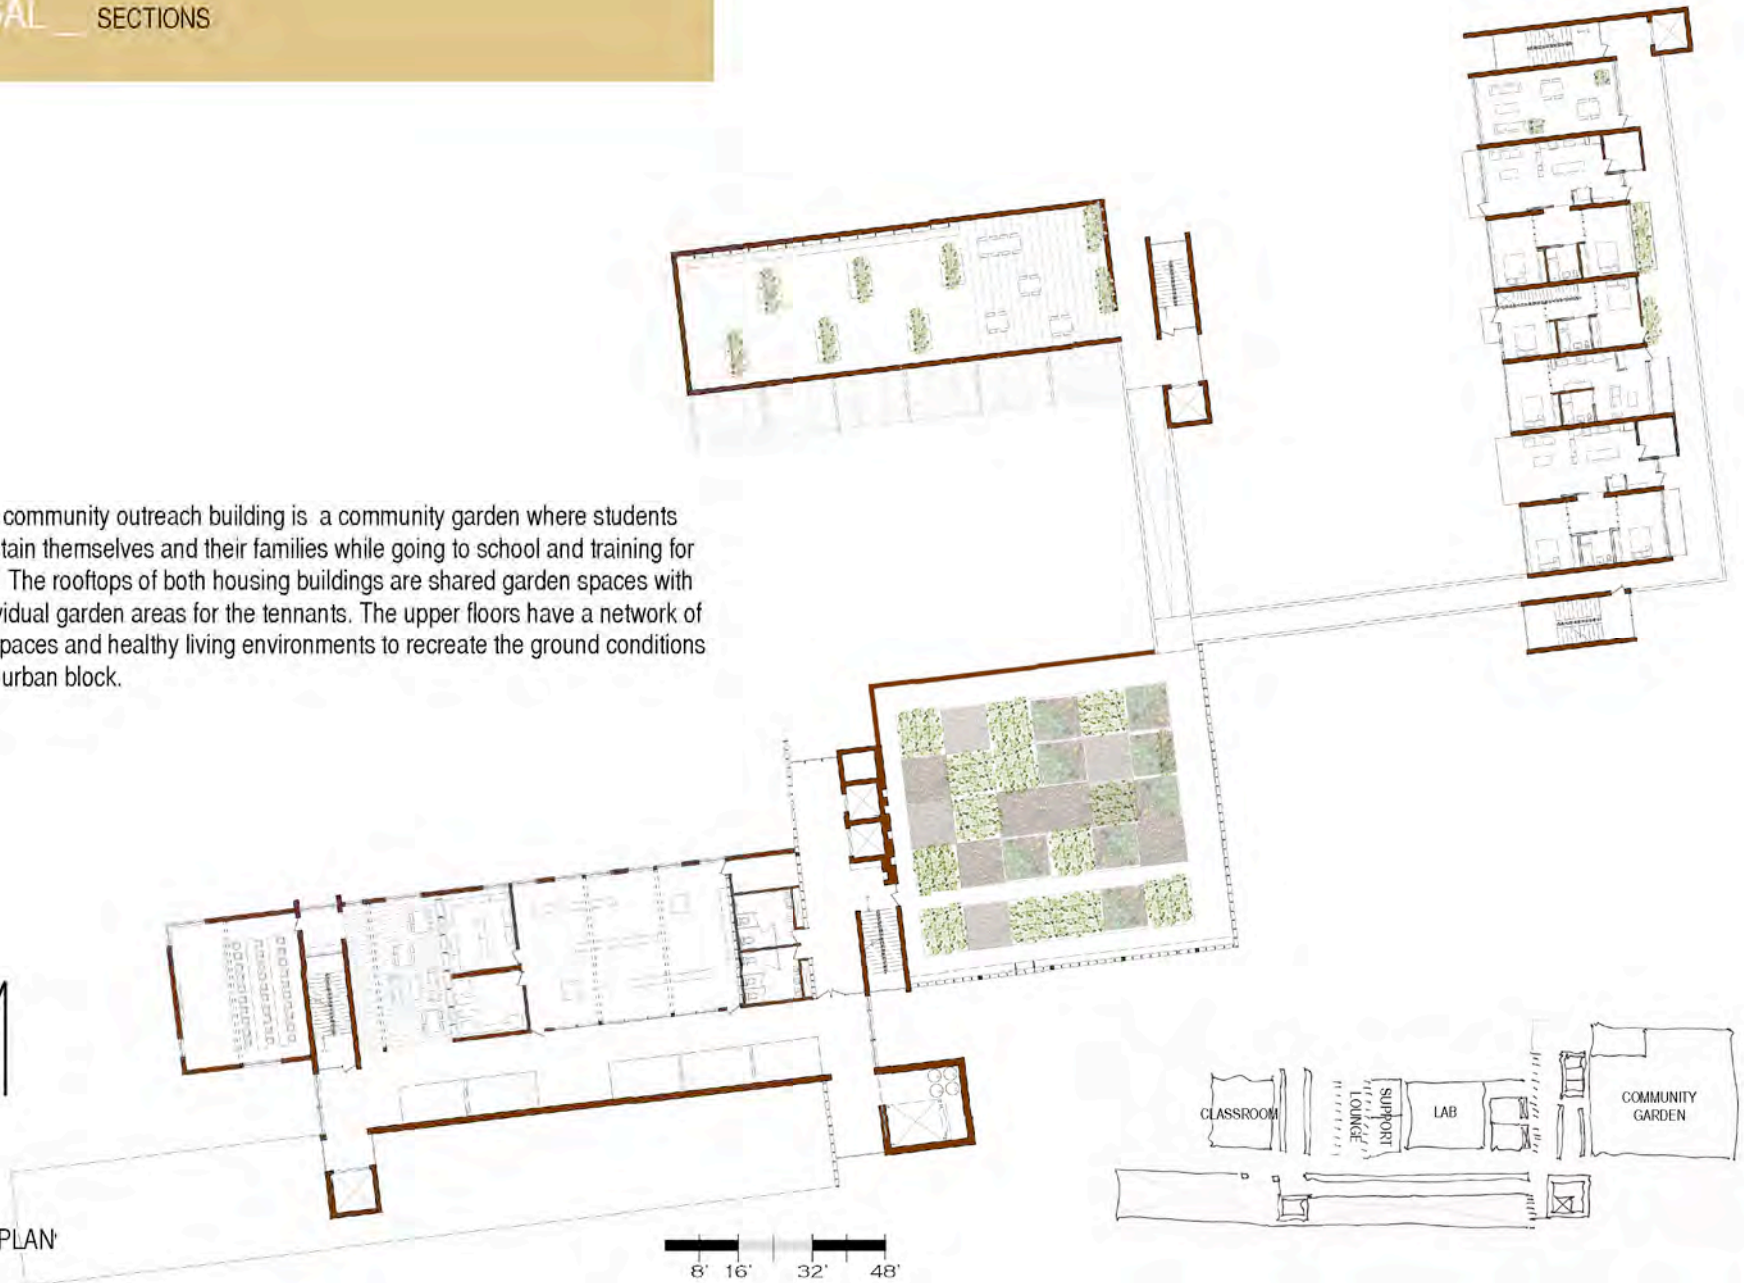 GAL__ SECTIONS
community outreach building is a community garden where students
tain themselves and their families while going to school and training for
The rooftops of both housing buildings are shared garden spaces with
vidual garden areas for the tennants. The upper floors have a network of
paces and healthy living environments to recreate the ground conditions
urban block.
CLASSROOM
SUPPORT
LOUNGE
LAB
COMMUNITY
GARDEN
PLAN
8' 16' 32' 48'